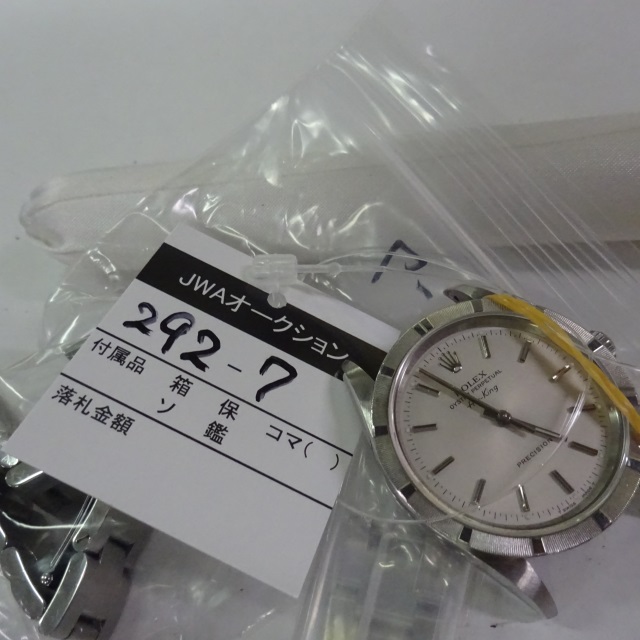 JWAオークション
292-7
付属品 箱 保 コマ( )
ソ 鑑
落札金額
ROLEX
OYSTER PERPETUAL
Air-King
PRECISION